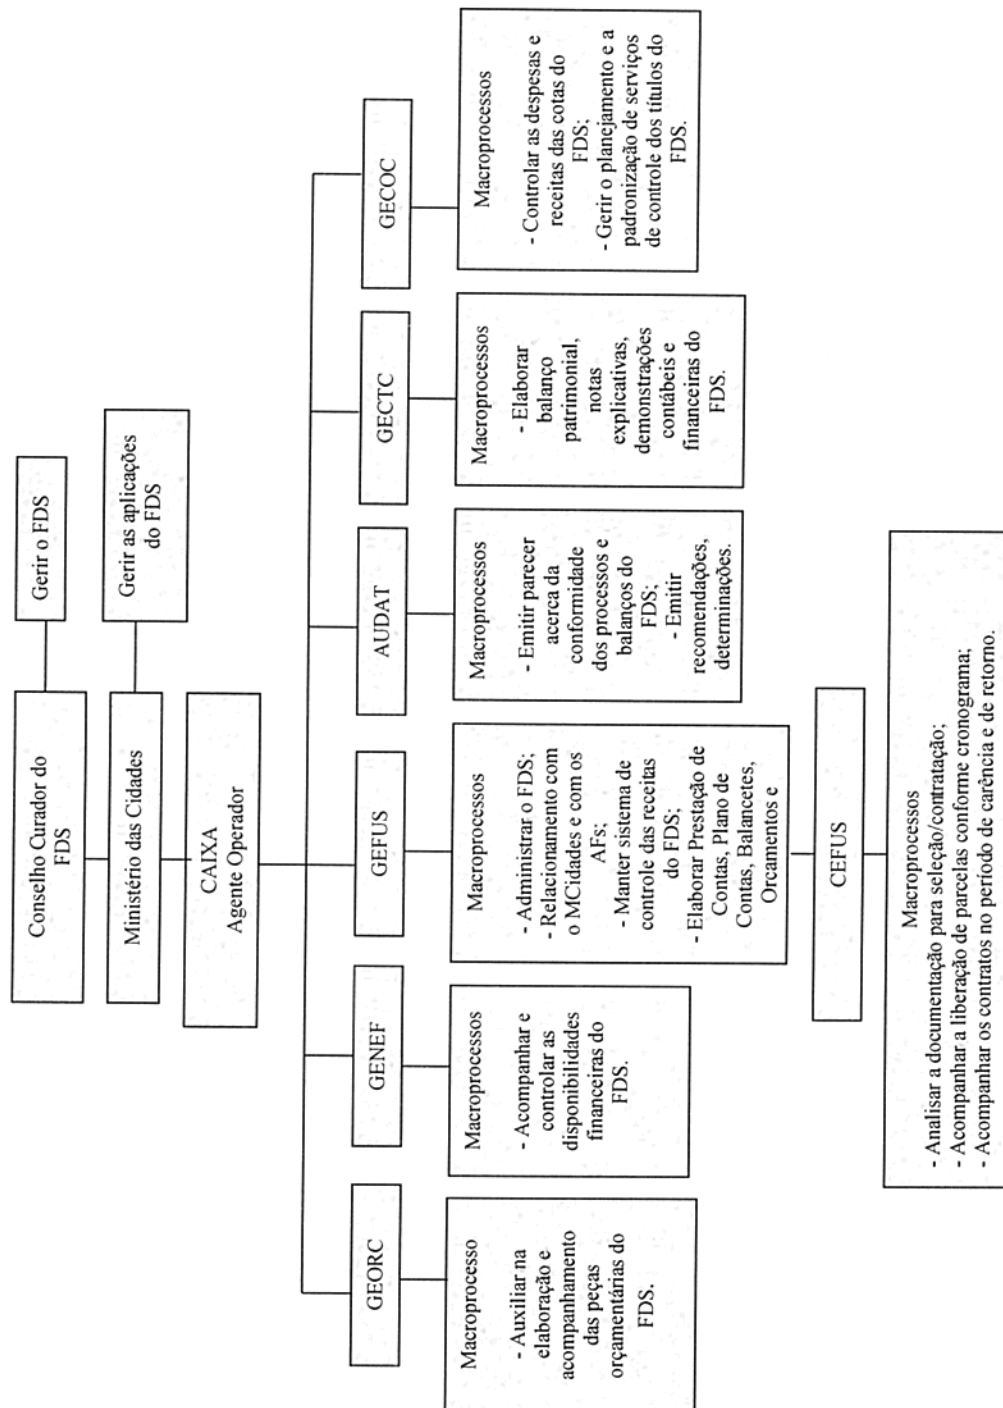 Conselho Curador do
FDS
Gerir o FDS
Ministério das Cidades
Gerir as aplicações
do FDS
CAIXA
Agente Operador
GEORC
Macroprocesso
- Auxiliar na
elaboração e
acompanhamento
das peças
orçamentárias do
FDS.
GENEF
Macroprocessos
- Acompanhar e
controlar as
disponibilidades
financeiras do
FDS.
GEFUS
Macroprocessos
- Administrar o FDS;
- Relacionamento com
o MCidades e com os
AFs;
- Manter sistema de
controle das receitas
do FDS;
- Elaborar Prestação de
Contas, Plano de
Contas, Balancetes,
Orçamentos e
AUDAT
Macroprocessos
- Emitir parecer
acerca da
conformidade
dos processos e
balanços do
FDS;
- Emitir
recomendações,
determinações.
GECTC
Macroprocessos
- Elaborar
balanço
patrimonial,
notas
explicativas,
demonstrações
contábeis e
financeiras do
FDS.
GECOC
Macroprocessos
- Controlar as despesas e
receitas das cotas do
FDS;
- Gerir o planejamento e a
padronização de serviços
de controle dos títulos do
FDS.
CEFUS
Macroprocessos
- Analisar a documentação para seleção/contratação;
- Acompanhar a liberação de parcelas conforme cronograma;
- Acompanhar os contratos no período de carência e de retorno.